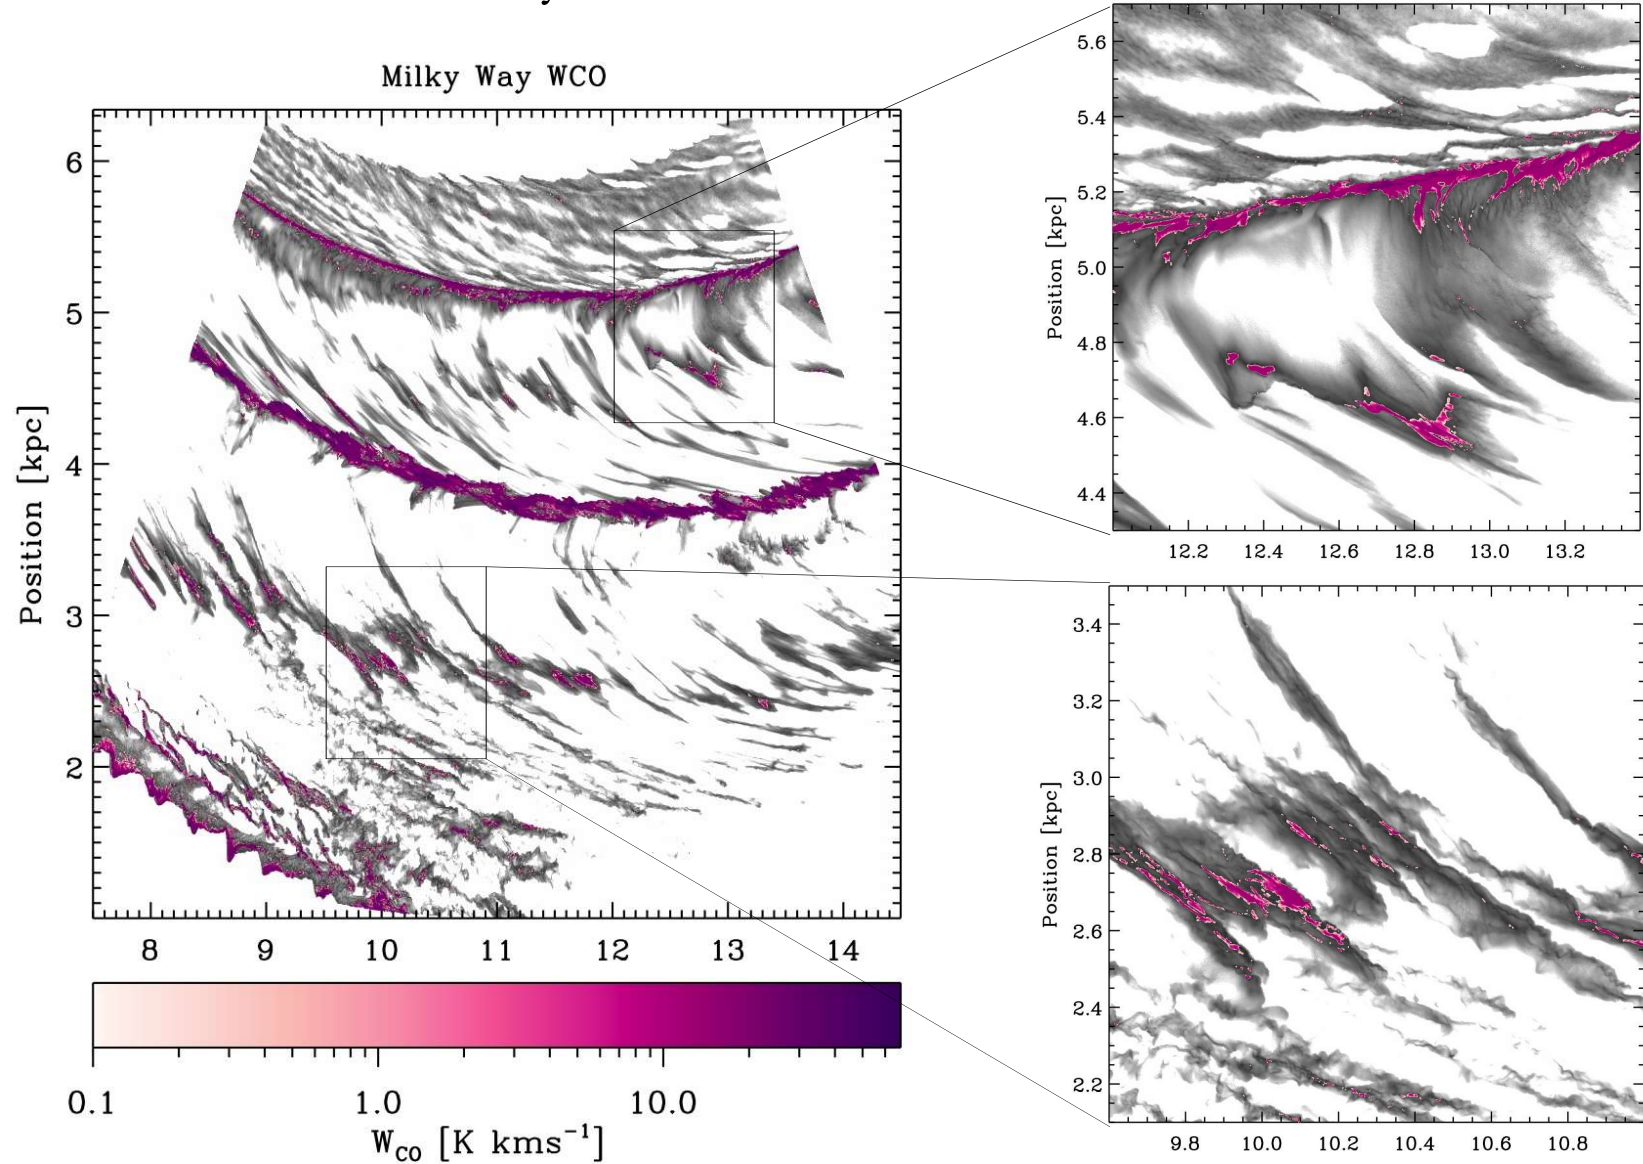 Milky Way WCO
Position [kpc]
6
5
4
3
2
8 9 10 11 12 13 14
0.1 1.0 10.0
W_CO [K kms⁻¹]
Position [kpc]
5.6
5.4
5.2
5.0
4.8
4.6
4.4
12.2 12.4 12.6 12.8 13.0 13.2
Position [kpc]
3.4
3.2
3.0
2.8
2.6
2.4
2.2
9.8 10.0 10.2 10.4 10.6 10.8